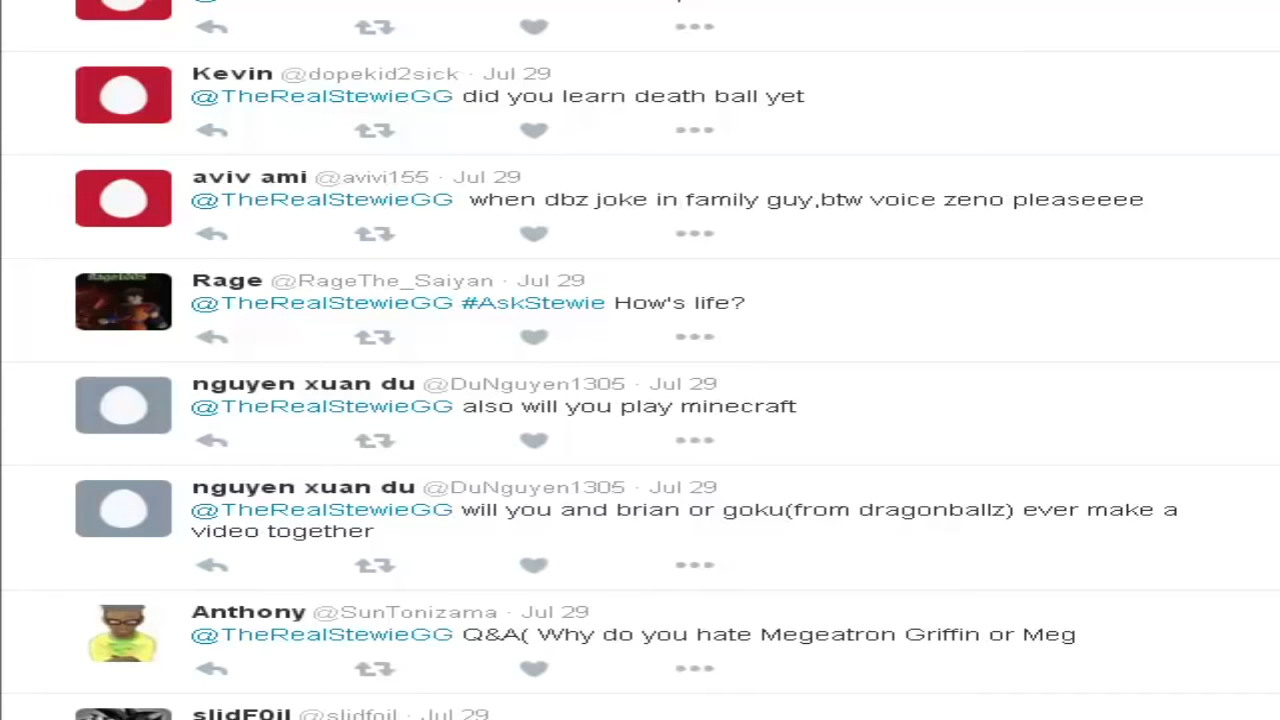 Kevin @dopekid2sick · Jul 29
@TheRealStewieGG did you learn death ball yet
aviv ami @avivi155 · Jul 29
@TheRealStewieGG when dbz joke in family guy,btw voice zeno pleaseeee
Rage @RageThe_Saiyan · Jul 29
@TheRealStewieGG #AskStewie How's life?
nguyen xuan du @DuNguyen1305 · Jul 29
@TheRealStewieGG also will you play minecraft
nguyen xuan du @DuNguyen1305 · Jul 29
@TheRealStewieGG will you and brian or goku(from dragonballz) ever make a
video together
Anthony @SunTonizama · Jul 29
@TheRealStewieGG Q&A( Why do you hate Megeatron Griffin or Meg
slidF0il @slidfoil · Jul 29